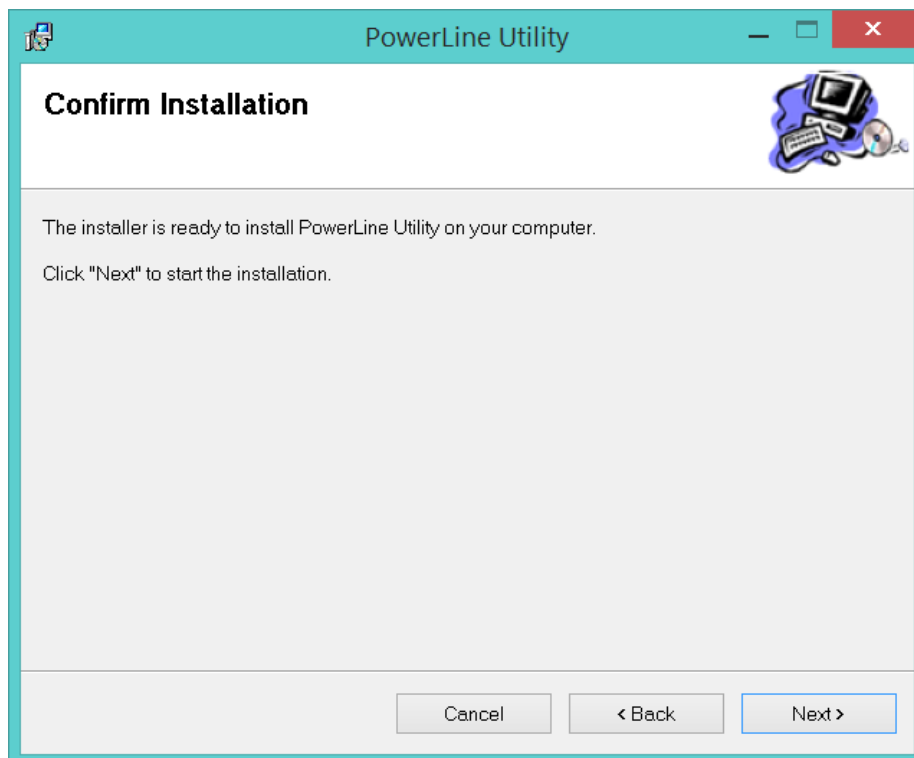 PowerLine Utility
Confirm Installation
The installer is ready to install PowerLine Utility on your computer.
Click "Next" to start the installation.
Cancel
< Back
Next >